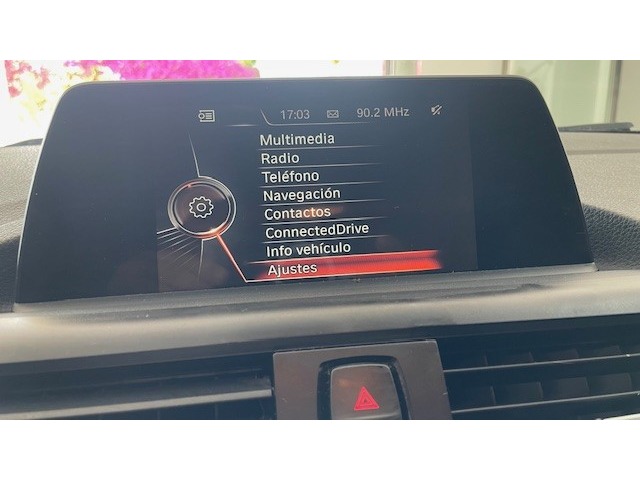 17:03 90.2 MHz
Multimedia
Radio
Teléfono
Navegación
Contactos
ConnectedDrive
Info vehículo
Ajustes